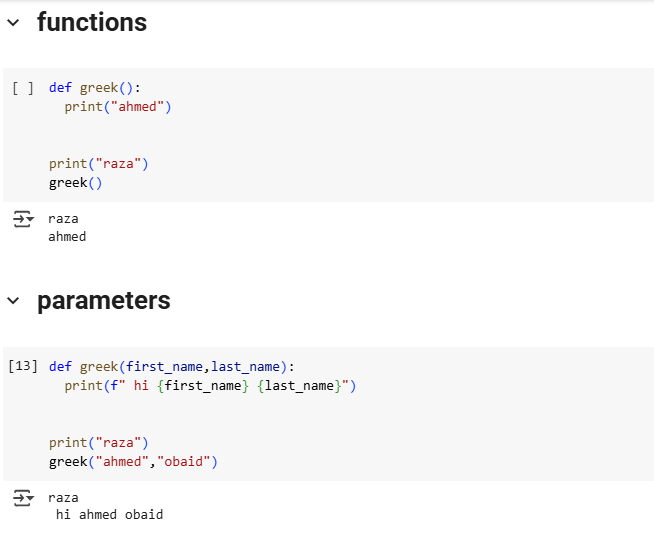 functions
[ ] def greek():
  print("ahmed")
print("raza")
greek()
raza
ahmed
parameters
[13] def greek(first_name,last_name):
  print(f" hi {first_name} {last_name}")
print("raza")
greek("ahmed","obaid")
raza
 hi ahmed obaid